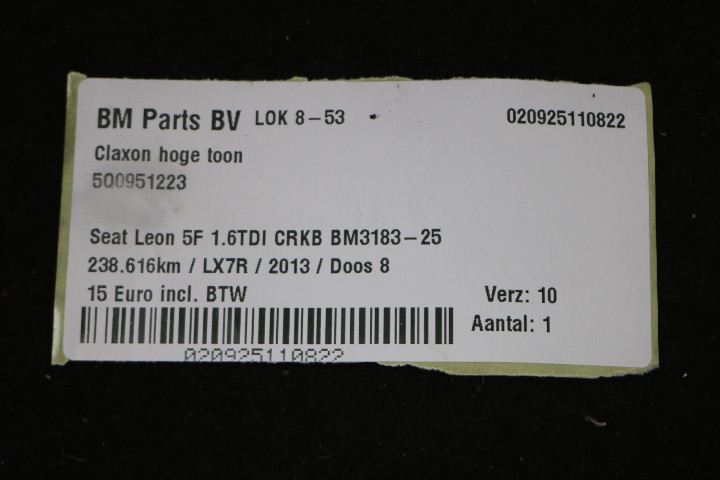 BM Parts BV LOK 8-53 020925110822
Claxon hoge toon
5Q0951223
Seat Leon 5F 1.6TDI CRKB BM3183-25
238.616km / LX7R / 2013 / Doos 8
15 Euro incl. BTW Verz: 10
Aantal: 1
020925110822